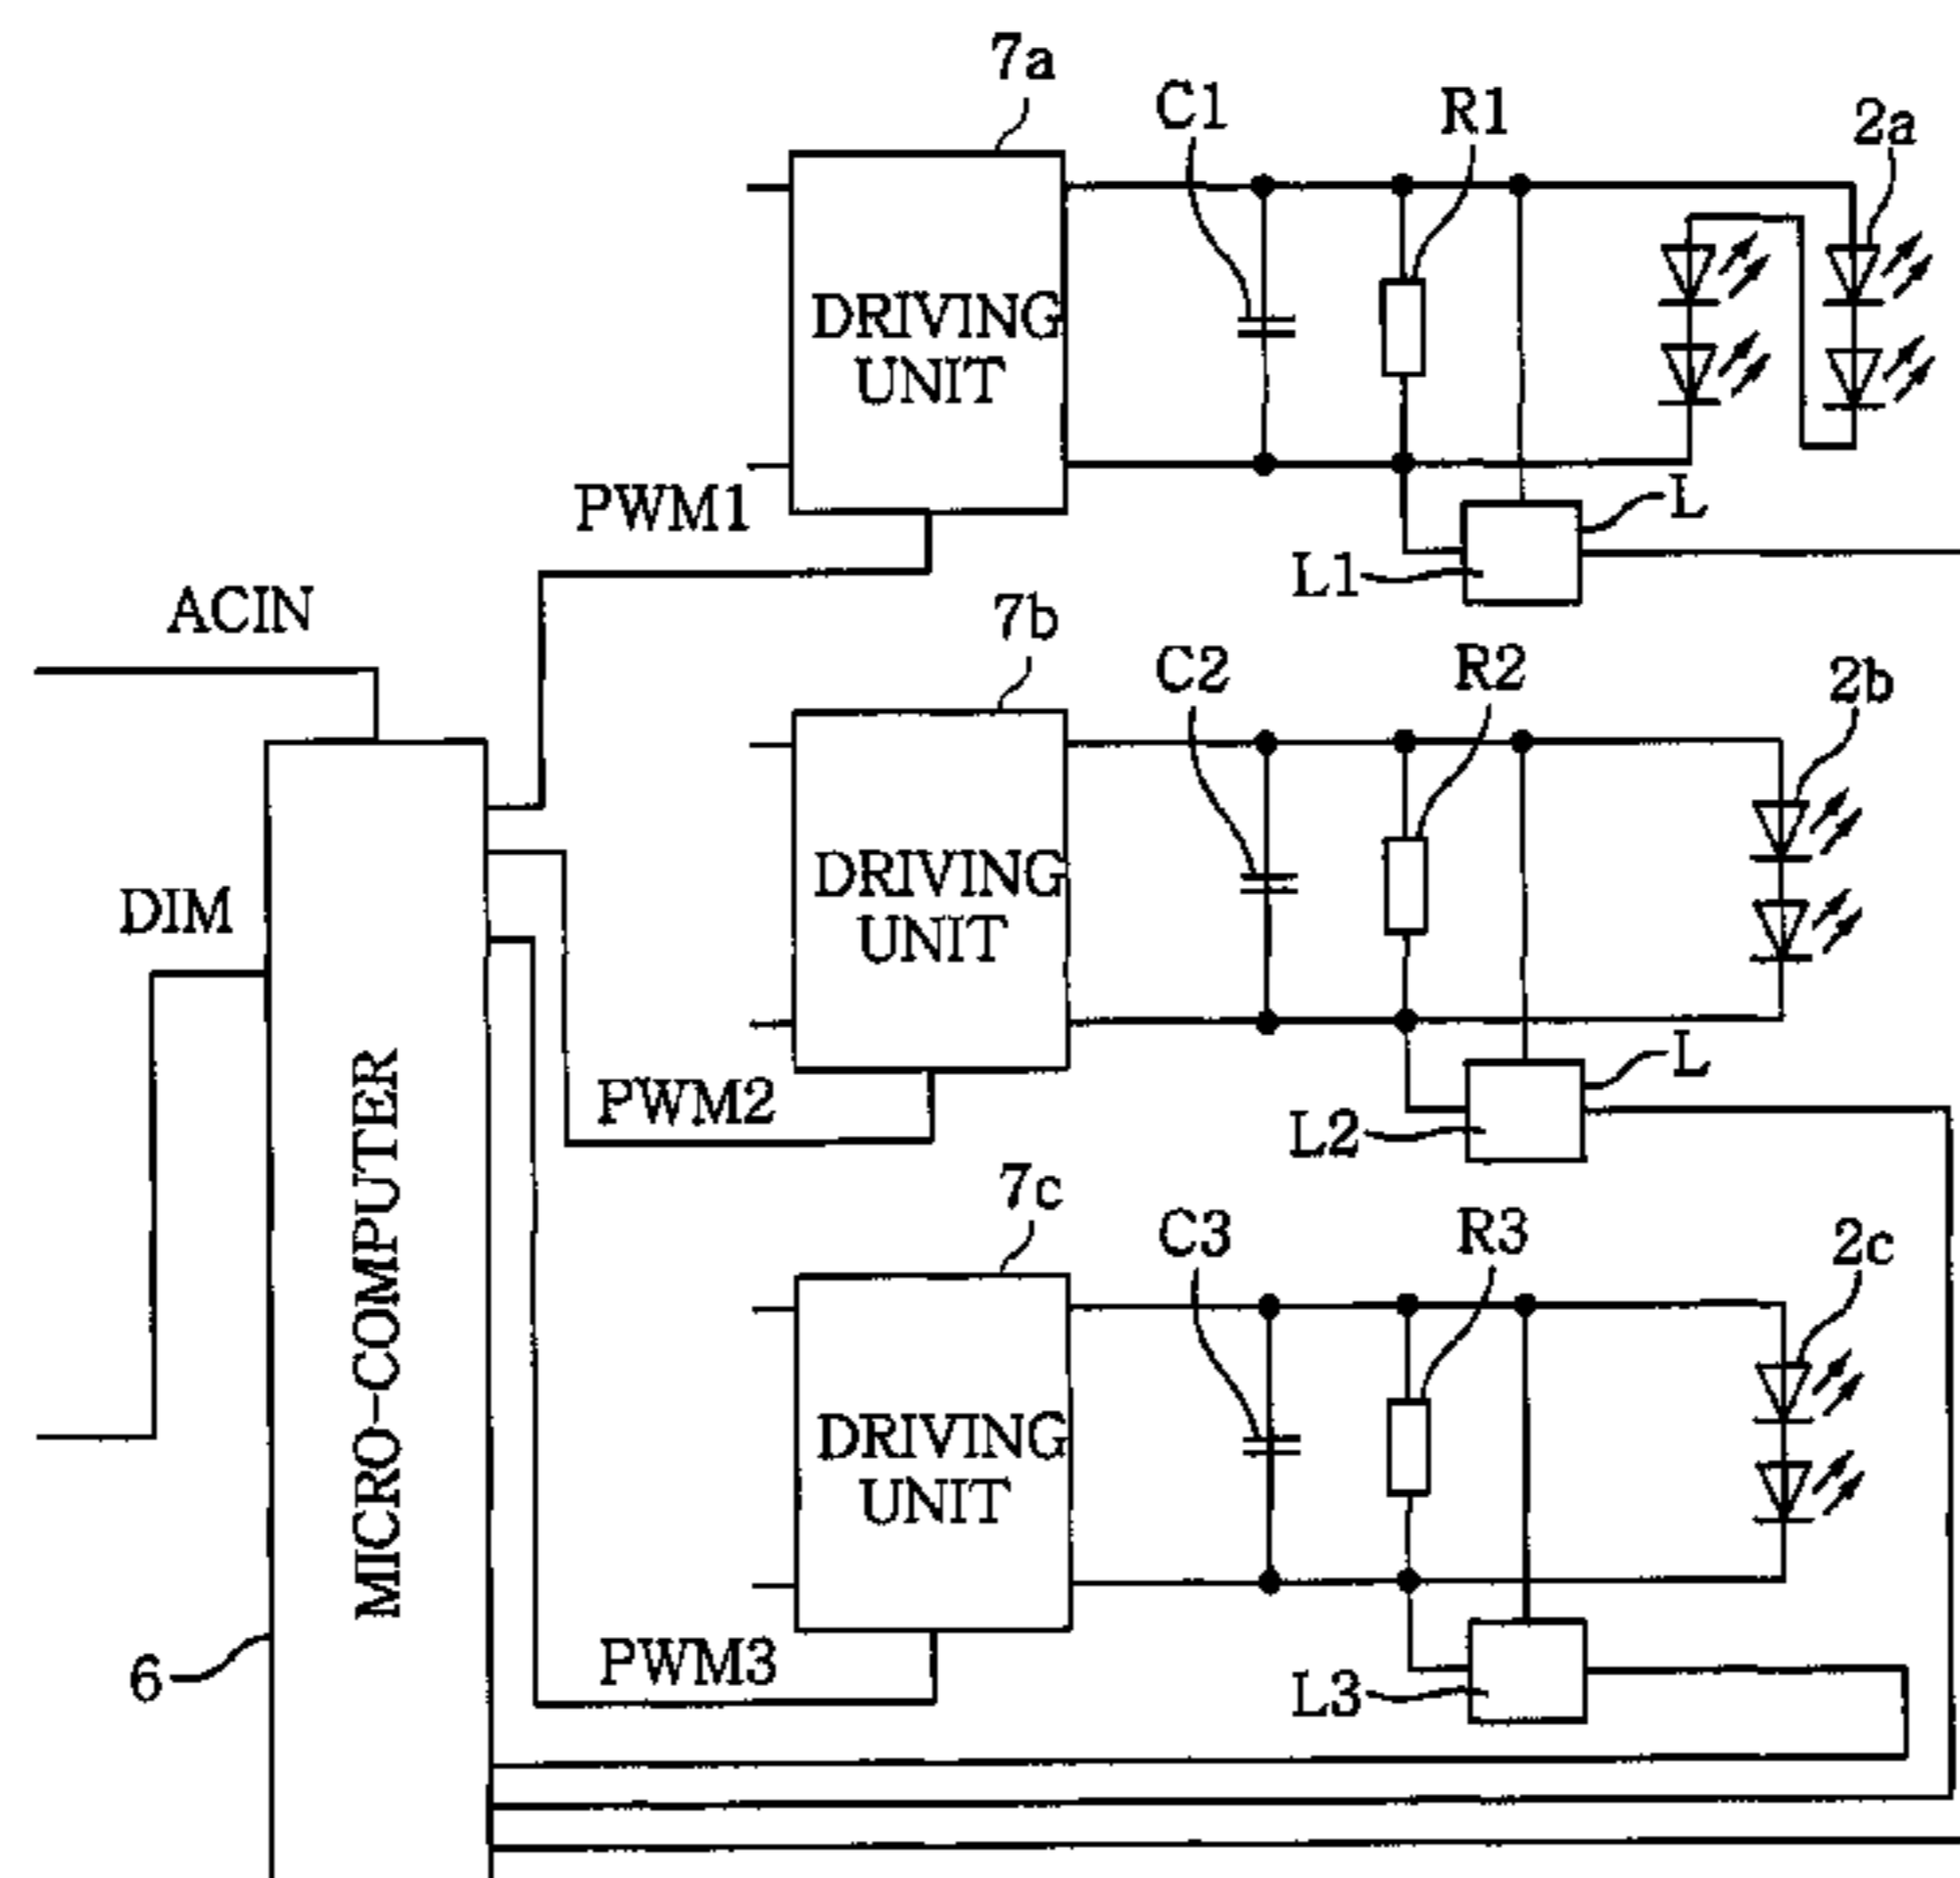 7a
C1
R1
2a
DRIVING
UNIT
PWM1
L
L1
ACIN
7b
C2
R2
2b
DRIVING
UNIT
DIM
PWM2
L
L2
MICRO-COMPUTER
7c
C3
R3
2c
DRIVING
UNIT
6
PWM3
L3